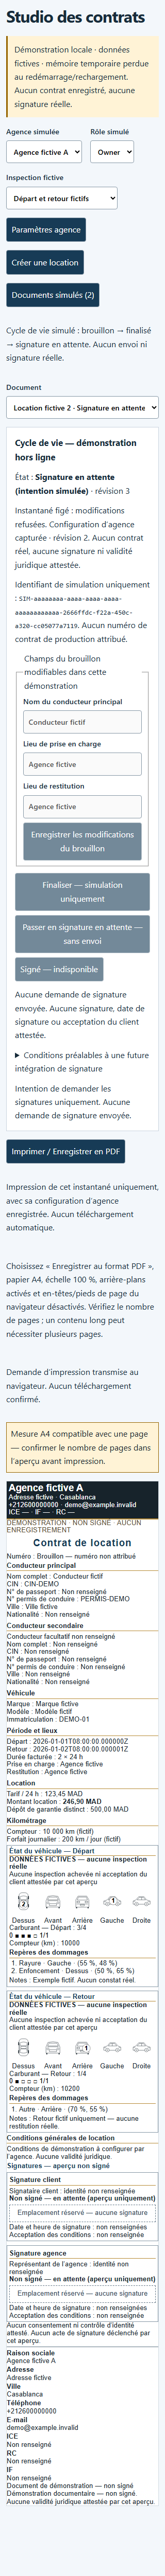 Studio des contrats
Démonstration locale · données
fictives · mémoire temporaire perdue
au redémarrage/rechargement.
Aucun contrat enregistré, aucune
signature réelle.
Agence simulée
Rôle simulé
Agence fictive A
Owner
Inspection fictive
Départ et retour fictifs
Paramètres agence
Créer une location
Documents simulés (2)
Cycle de vie simulé : brouillon → finalisé
→ signature en attente. Aucun envoi ni
signature réelle.
Document
Location fictive 2 · Signature en attente
Cycle de vie — démonstration
hors ligne
État : Signature en attente
(intention simulée) · révision 3
Instantané figé : modifications
refusées. Configuration d'agence
capturée · révision 2. Aucun contrat
réel, aucune signature ni validité
juridique attestée.
Identifiant de simulation uniquement
: SIM-aaaaaaaa-aaaa-aaaa-aaaa-
aaaaaaaaaaaa-2666ffdc-f22a-450c-
a320-cc05077a7119. Aucun numéro de
contrat de production attribué.
Champs du brouillon
modifiables dans cette
démonstration
Nom du conducteur principal
Conducteur fictif
Lieu de prise en charge
Agence fictive
Lieu de restitution
Agence fictive
Enregistrer les modifications
du brouillon
Finaliser — simulation
uniquement
Passer en signature en attente —
sans envoi
Signé — indisponible
Aucune demande de signature
envoyée. Aucune signature, date de
signature ou acceptation du client
attestée.
▶ Conditions préalables à une future
intégration de signature
Intention de demander les
signatures uniquement. Aucune
demande de signature envoyée.
Imprimer / Enregistrer en PDF
Impression de cet instantané uniquement,
avec sa configuration d'agence
enregistrée. Aucun téléchargement
automatique.
Choisissez « Enregistrer au format PDF »,
papier A4, échelle 100 %, arrière-plans
activés et en-têtes/pieds de page du
navigateur désactivés. Vérifiez le nombre
de pages ; un contenu long peut
nécessiter plusieurs pages.
Demande d'impression transmise au
navigateur. Aucun téléchargement
confirmé.
Mesure A4 compatible avec une page
— confirmer le nombre de pages dans
l'aperçu avant impression.
Agence fictive A
Adresse fictive · Casablanca
+212600000000 · demo@example.invalid
ICE — · IF — · RC —
DÉMONSTRATION · NON SIGNÉ · AUCUN
ENREGISTREMENT
Contrat de location
Numéro : Brouillon — numéro non attribué
Conducteur principal
Nom complet : Conducteur fictif
CIN : CIN-DEMO
N° de passeport : Non renseigné
N° permis de conduire : PERMIS-DEMO
Ville : Ville fictive
Nationalité : Non renseigné
Conducteur secondaire
Conducteur facultatif non renseigné
Nom complet : Non renseigné
CIN : Non renseigné
N° de passeport : Non renseigné
N° permis de conduire : Non renseigné
Ville : Non renseigné
Nationalité : Non renseigné
Véhicule
Marque : Marque fictive
Modèle : Modèle fictif
Immatriculation : DEMO-01
Période et lieux
Départ : 2026-01-01T08:00:00.000000Z
Retour : 2026-01-02T08:00:00.000001Z
Durée facturée : 2 × 24 h
Prise en charge : Agence fictive
Restitution : Agence fictive
Location
Tarif / 24 h : 123,45 MAD
Montant location : 246,90 MAD
Dépôt de garantie distinct : 500,00 MAD
Kilométrage
Compteur : 10 000 km (fictif)
Forfait journalier : 200 km / jour (fictif)
État du véhicule — Départ
DONNÉES FICTIVES — aucune inspection
réelle
Aucune inspection achevée ni acceptation du
client attestée par cet aperçu
2
1
Dessus Avant Arrière Gauche Droite
Carburant — Départ : 3/4
0 ■ ■ ■ □ 1/1
Compteur (km) : 10000
Repères des dommages
1. Rayure · Gauche · (55 %, 48 %)
2. Enfoncement · Dessus · (50 %, 65 %)
Notes : Exemple fictif. Aucun constat réel.
État du véhicule — Retour
DONNÉES FICTIVES — aucune inspection
réelle
Aucune inspection achevée ni acceptation du
client attestée par cet aperçu
1
Dessus Avant Arrière Gauche Droite
Carburant — Retour : 1/4
0 ■ □ □ □ 1/1
Compteur (km) : 10200
Repères des dommages
1. Autre · Arrière · (70 %, 55 %)
Notes : Retour fictif uniquement — aucune
restitution réelle.
Conditions générales de location
Conditions de démonstration à configurer par
l'agence. Aucune validité juridique.
Signatures — aperçu non signé
Signature client
Signataire client : identité non renseignée
Non signé — en attente (aperçu uniquement)
Emplacement réservé — aucune signature
Date et heure de signature : non renseignées
Acceptation des conditions : non renseignée
Signature agence
Représentant de l'agence : identité non
renseignée
Non signé — en attente (aperçu uniquement)
Emplacement réservé — aucune signature
Date et heure de signature : non renseignées
Acceptation des conditions : non renseignée
Aucun consentement ni contrôle d'identité
attesté. Aucun acte de signature déclenché par
cet aperçu.
Raison sociale
Agence fictive A
Adresse
Adresse fictive
Ville
Casablanca
Téléphone
+212600000000
E-mail
demo@example.invalid
ICE
Non renseigné
RC
Non renseigné
IF
Non renseigné
Document de démonstration — non signé
Démonstration documentaire — non signé.
Aucune validité juridique attestée par cet aperçu.